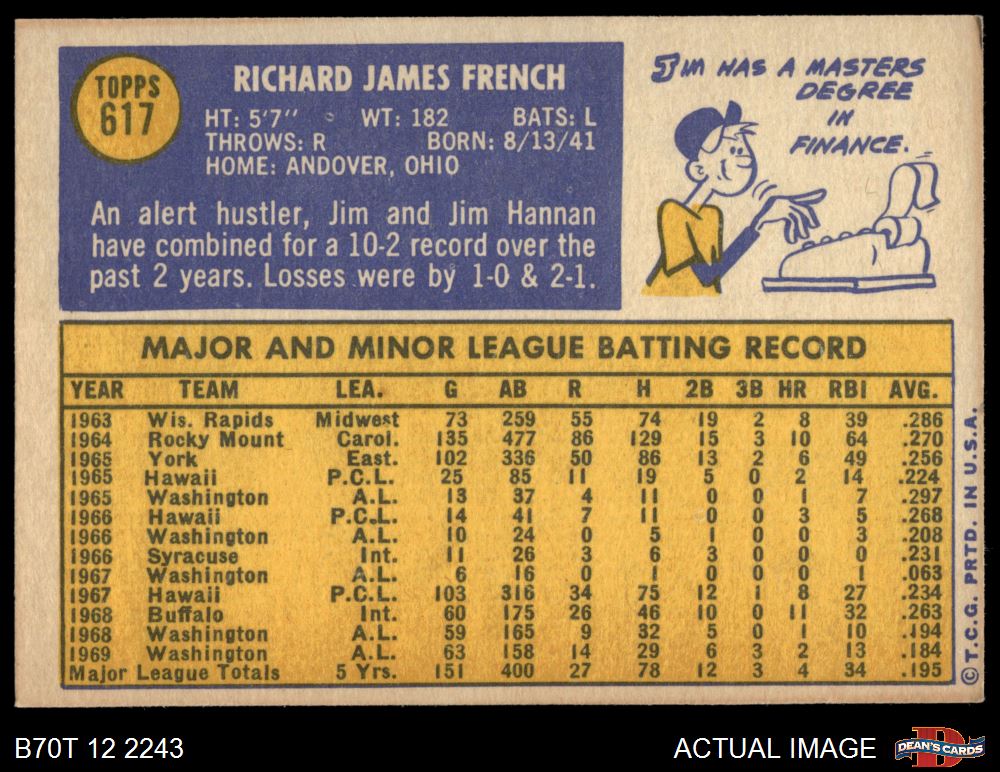 TOPPS
617
RICHARD JAMES FRENCH
HT: 5'7" WT: 182 BATS: L
THROWS: R BORN: 8/13/41
HOME: ANDOVER, OHIO
An alert hustler, Jim and Jim Hannan
have combined for a 10-2 record over the
past 2 years. Losses were by 1-0 & 2-1.
JIM HAS A MASTERS
DEGREE
IN
FINANCE.
MAJOR AND MINOR LEAGUE BATTING RECORD
YEAR TEAM LEA. G AB R H 2B 3B HR RBI AVG.
1963 Wis. Rapids Midwest 73 259 55 74 19 2 8 39 .286
1964 Rocky Mount Carol. 135 477 86 129 15 3 10 64 .270
1965 York East. 102 336 50 86 13 2 6 49 .256
1965 Hawaii P.C.L. 25 85 11 19 5 0 2 14 .224
1965 Washington A.L. 13 37 4 11 0 0 1 7 .297
1966 Hawaii P.C.L. 14 41 7 11 0 0 3 5 .268
1966 Washington A.L. 10 24 0 5 1 0 0 3 .208
1966 Syracuse Int. 11 26 3 6 3 0 0 0 .231
1967 Washington A.L. 6 16 0 1 0 0 0 1 .063
1967 Hawaii P.C.L. 103 316 34 75 12 1 8 27 .234
1968 Buffalo Int. 60 175 26 46 10 0 11 32 .263
1968 Washington A.L. 59 165 9 32 5 0 1 10 .194
1969 Washington A.L. 63 158 14 29 6 3 2 13 .184
Major League Totals 5 Yrs. 151 400 27 78 12 3 4 34 .195
© T.C.G. PRTD. IN U.S.A.
B70T 12 2243
ACTUAL IMAGE
DEAN'S CARDS